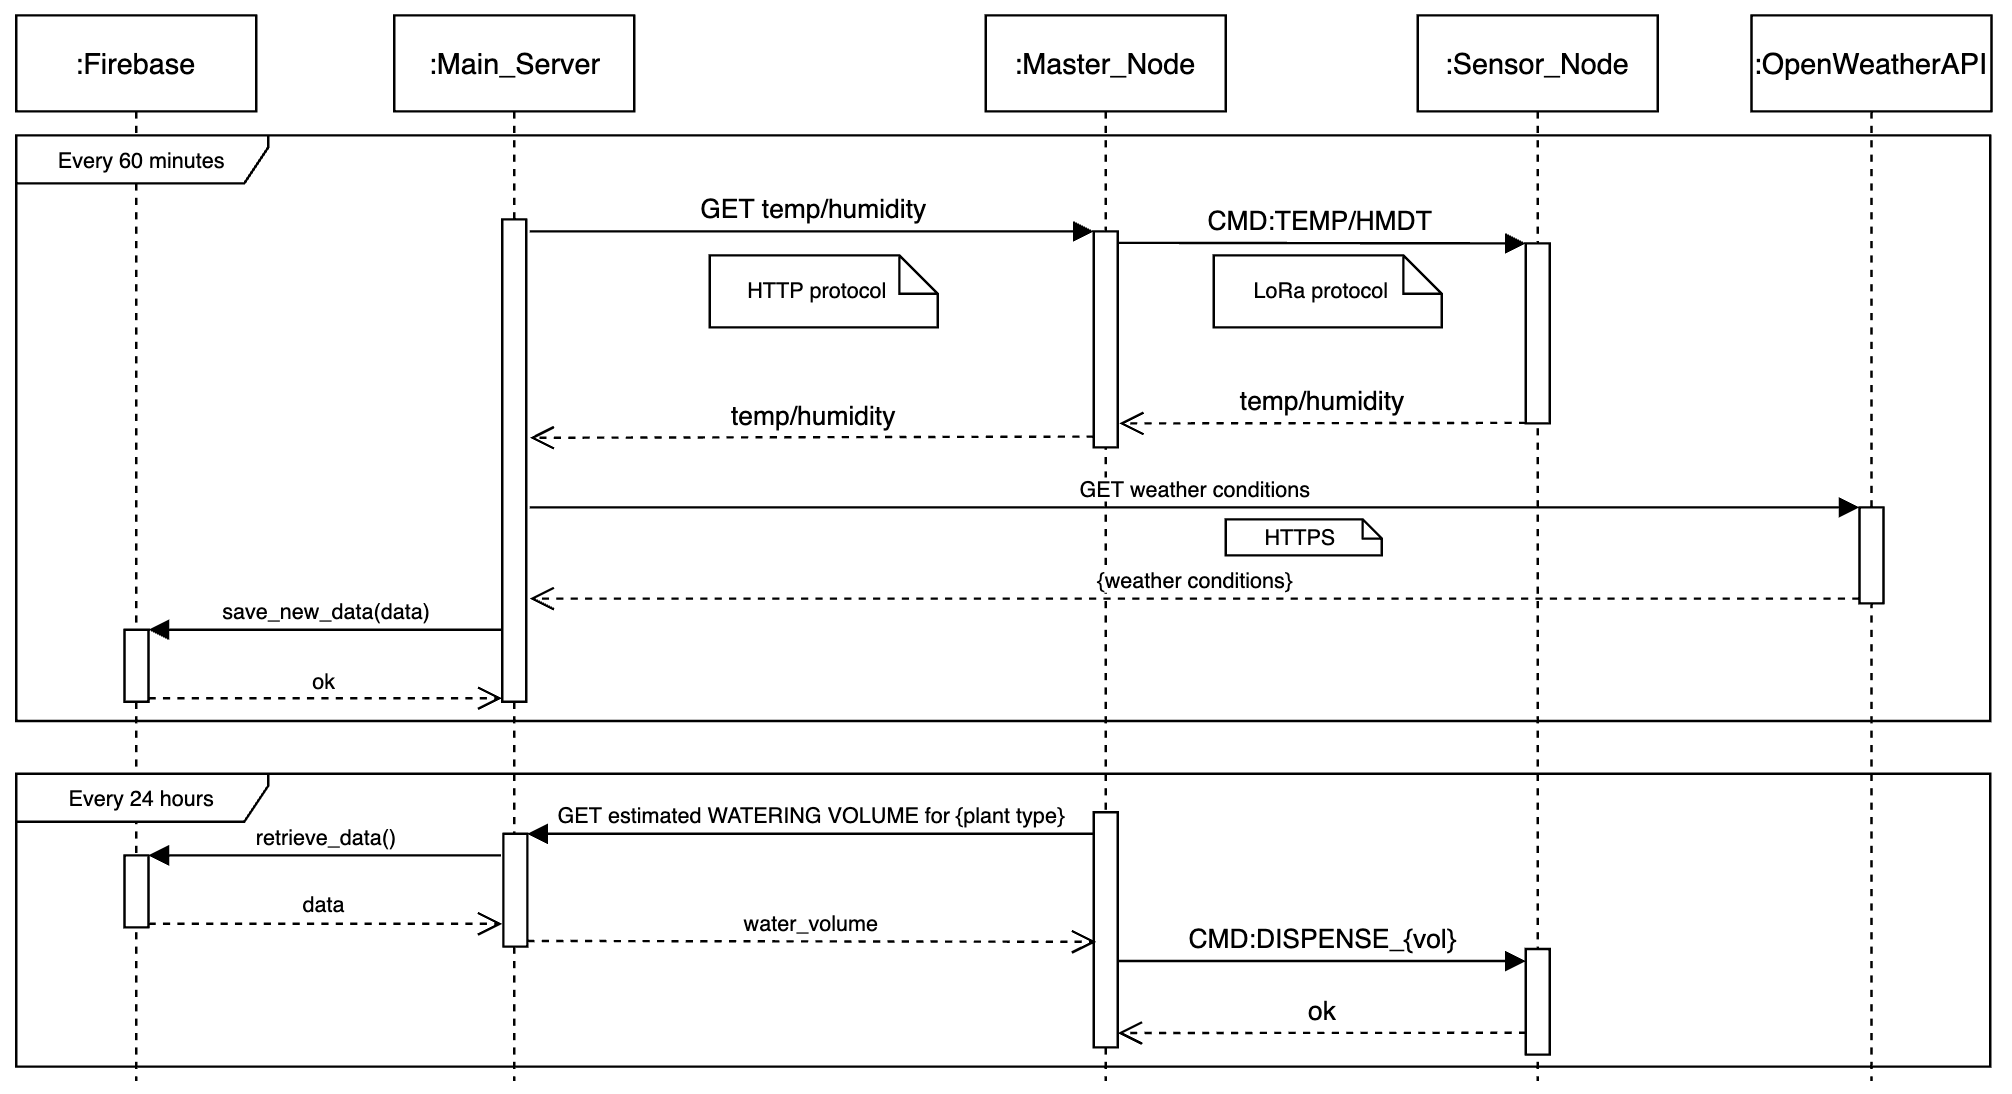 :Firebase
:Main_Server
:Master_Node
:Sensor_Node
:OpenWeatherAPI
Every 60 minutes
GET temp/humidity
CMD:TEMP/HMDT
HTTP protocol
LoRa protocol
temp/humidity
temp/humidity
GET weather conditions
HTTPS
{weather conditions}
save_new_data(data)
ok
Every 24 hours
GET estimated WATERING VOLUME for {plant type}
retrieve_data()
data
water_volume
CMD:DISPENSE_{vol}
ok